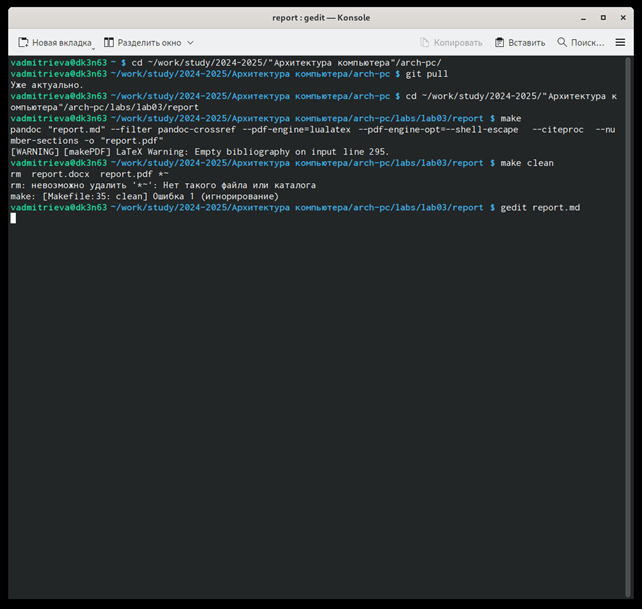 report : gedit — Konsole
Новая вкладка
Разделить окно
Копировать
Вставить
Поиск...
vadmitrieva@dk3n63 ~ $ cd ~/work/study/2024-2025/"Архитектура компьютера"/arch-pc/
vadmitrieva@dk3n63 ~/work/study/2024-2025/Архитектура компьютера/arch-pc $ git pull
Уже актуально.
vadmitrieva@dk3n63 ~/work/study/2024-2025/Архитектура компьютера/arch-pc $ cd ~/work/study/2024-2025/"Архитектура к
омпьютера"/arch-pc/labs/lab03/report
vadmitrieva@dk3n63 ~/work/study/2024-2025/Архитектура компьютера/arch-pc/labs/lab03/report $ make
pandoc "report.md" --filter pandoc-crossref --pdf-engine=lualatex --pdf-engine-opt=--shell-escape  --citeproc  --nu
mber-sections -o "report.pdf"
[WARNING] [makePDF] LaTeX Warning: Empty bibliography on input line 295.
vadmitrieva@dk3n63 ~/work/study/2024-2025/Архитектура компьютера/arch-pc/labs/lab03/report $ make clean
rm  report.docx  report.pdf *~
rm: невозможно удалить '*~': Нет такого файла или каталога
make: [Makefile:35: clean] Ошибка 1 (игнорирование)
vadmitrieva@dk3n63 ~/work/study/2024-2025/Архитектура компьютера/arch-pc/labs/lab03/report $ gedit report.md